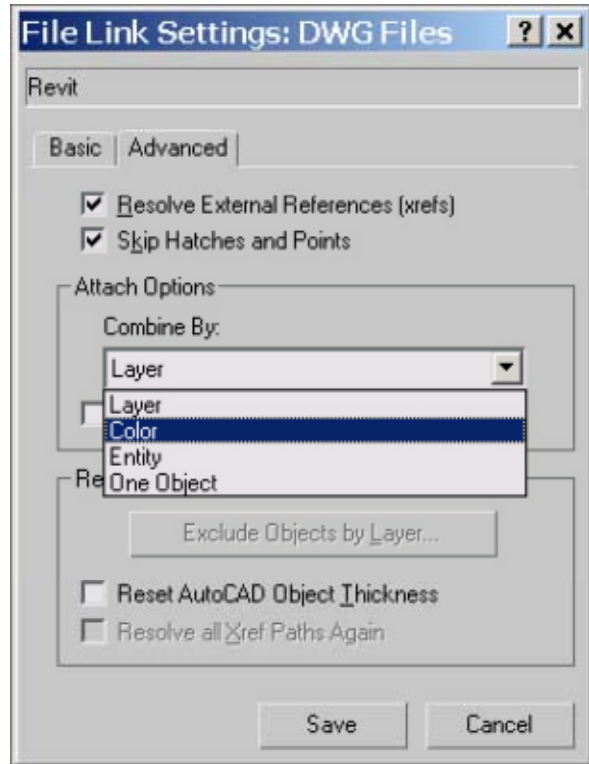 File Link Settings: DWG Files ? ×
Revit
Basic Advanced
Resolve External References (xrefs)
Skip Hatches and Points
Attach Options
Combine By:
Layer
Layer
Color
Entity
Re One Object
Exclude Objects by Layer...
Reset AutoCAD Object Thickness
Resolve all Xref Paths Again
Save Cancel